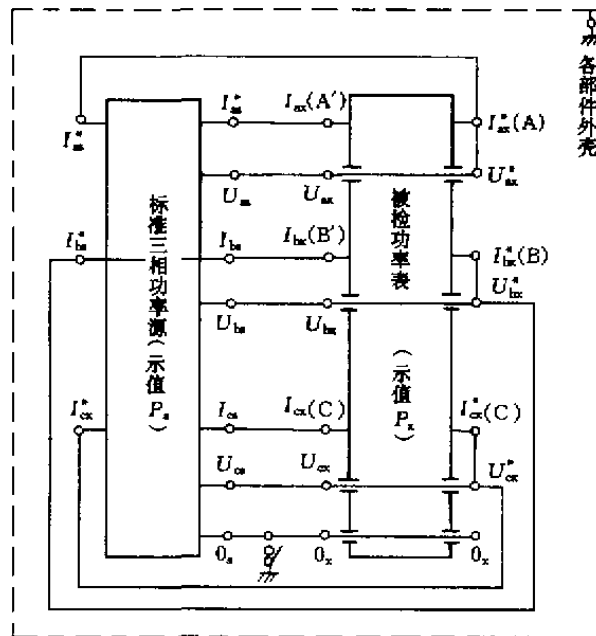 各部件外壳
I*as
Ias
Iax(A′)
I*ax(A)
Uas
Uax
U*ax
标准三相功率源(示值Ps)
被检功率表
(示值Px)
I*bs
Ibs
Ibx(B′)
I*bx(B)
Ubs
Ubx
U*bx
I*cx
Ics
Icx(C)
I*cx(C)
Ucs
Ucx
U*cx
0s
0x
0x